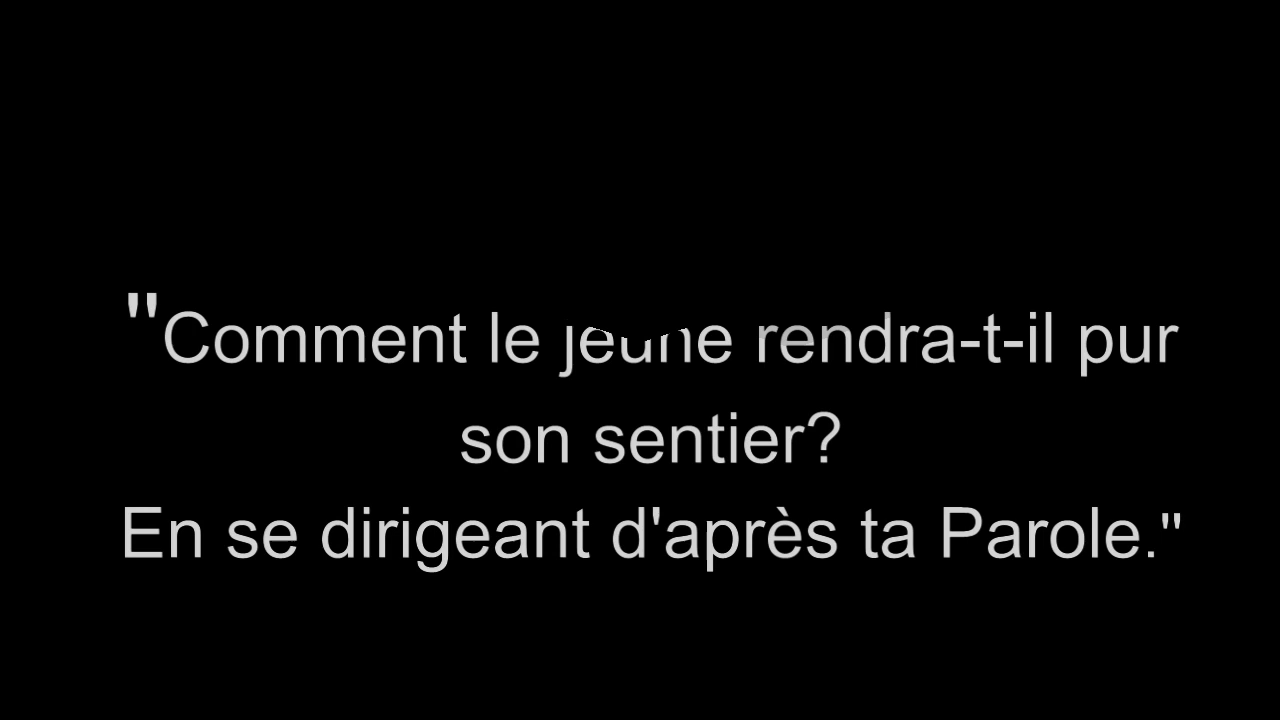 "Comment le jeune rendra-t-il pur
son sentier?
En se dirigeant d'après ta Parole."